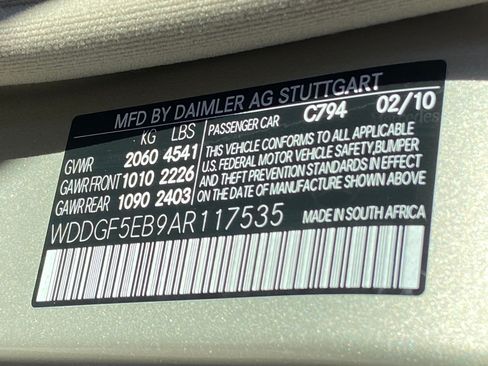 MFD BY DAIMLER AG STUTTGART
KG LBS PASSENGER CAR C794 02/10
GVWR 2060 4541
GAWR FRONT 1010 2226
GAWR REAR 1090 2403
THIS VEHICLE CONFORMS TO ALL APPLICABLE
U.S. FEDERAL MOTOR VEHICLE SAFETY, BUMPER
AND THEFT PREVENTION STANDARDS IN EFFECT
ON THE DATE OF MANUFACTURE SHOWN ABOVE
WDDGF5EB9AR117535 MADE IN SOUTH AFRICA